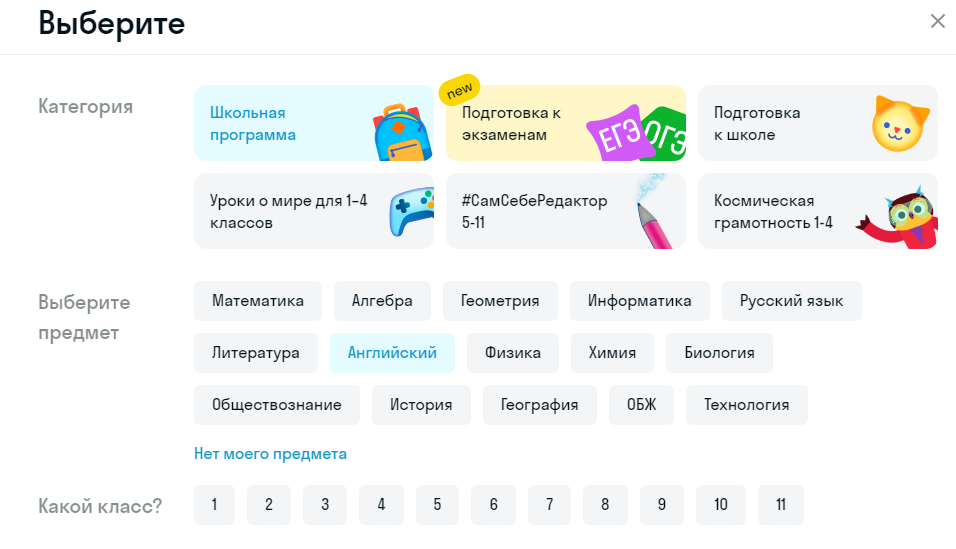 Выберите
Категория
Школьная
программа
new
Подготовка к
экзаменам
ЕГЭ
ОГЭ
Подготовка
к школе
Уроки о мире для 1–4
классов
#СамСебеРедактор
5-11
Космическая
грамотность 1-4
Выберите
предмет
Математика
Алгебра
Геометрия
Информатика
Русский язык
Литература
Английский
Физика
Химия
Биология
Обществознание
История
География
ОБЖ
Технология
Нет моего предмета
Какой класс?
1
2
3
4
5
6
7
8
9
10
11